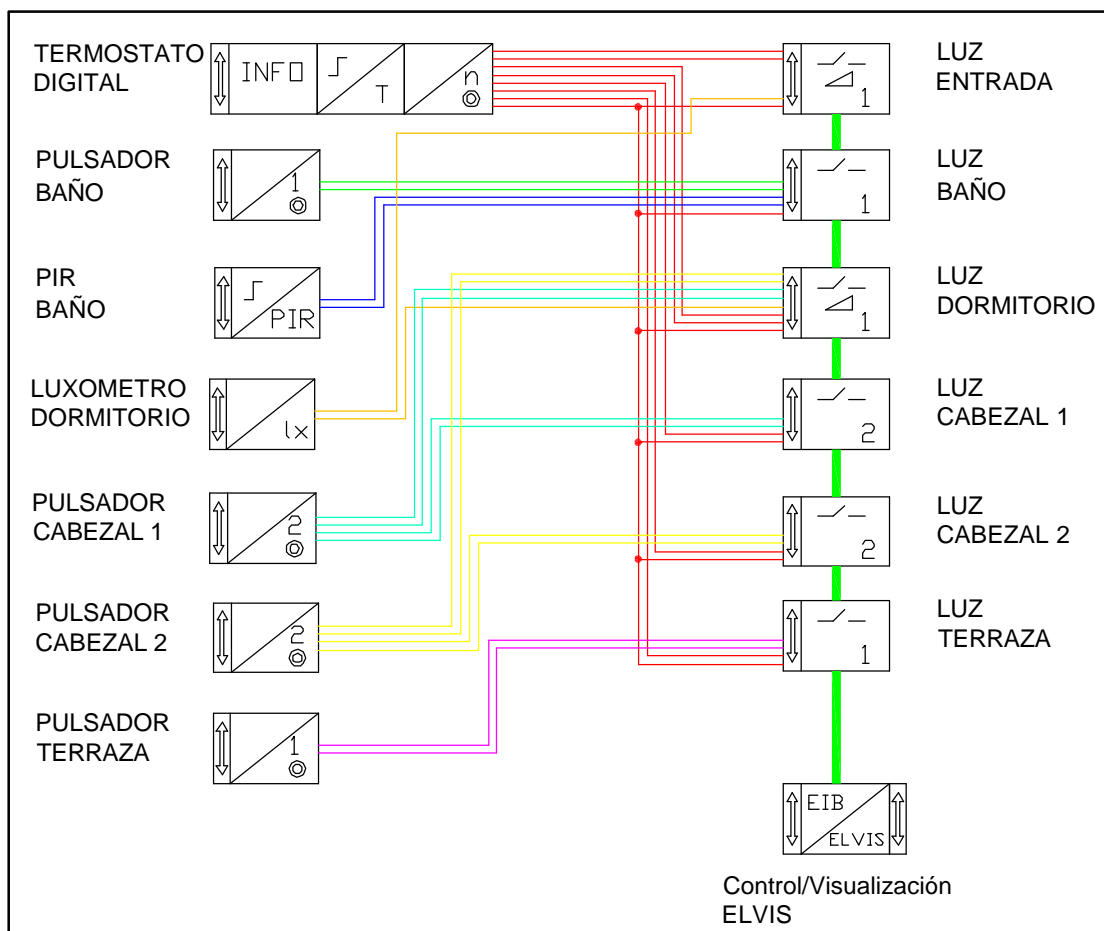 TERMOSTATO
DIGITAL
INFO
T
n
1
LUZ
ENTRADA
PULSADOR
BAÑO
1
1
LUZ
BAÑO
PIR
BAÑO
PIR
1
LUZ
DORMITORIO
LUXOMETRO
DORMITORIO
lx
2
LUZ
CABEZAL 1
PULSADOR
CABEZAL 1
2
2
LUZ
CABEZAL 2
PULSADOR
CABEZAL 2
2
1
LUZ
TERRAZA
PULSADOR
TERRAZA
1
EIB
ELVIS
Control/Visualización
ELVIS